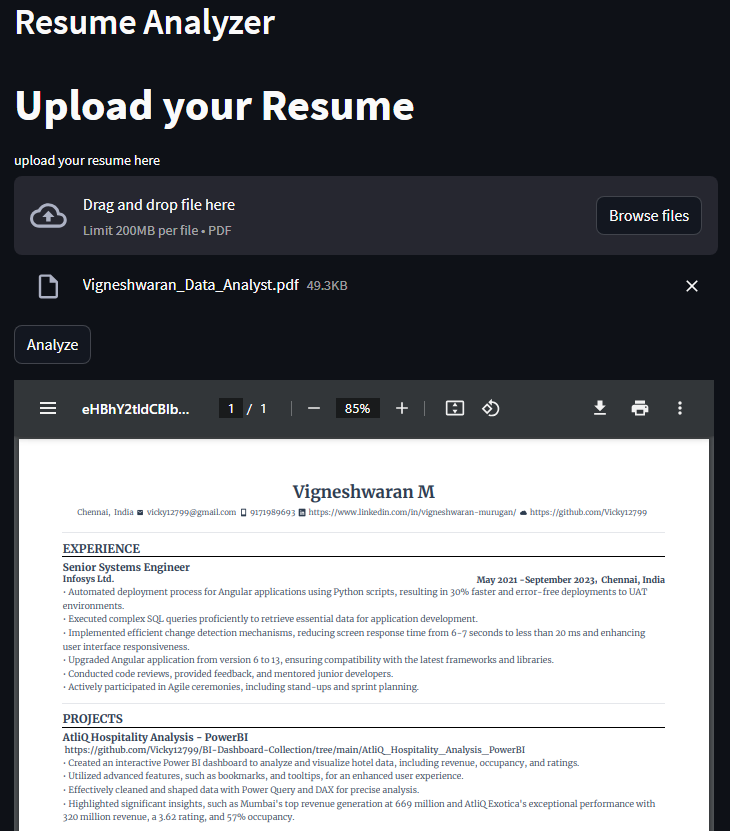 Resume Analyzer
Upload your Resume
upload your resume here
Drag and drop file here
Limit 200MB per file • PDF
Browse files
Vigneshwaran_Data_Analyst.pdf 49.3KB
Analyze
eHBhY2tldCBlb...
1 / 1
85%
Vigneshwaran M
Chennai, India vicky12799@gmail.com 9171989693 https://www.linkedin.com/in/vigneshwaran-murugan/ https://github.com/Vicky12799
EXPERIENCE
Senior Systems Engineer
Infosys Ltd.
May 2021 -September 2023, Chennai, India
• Automated deployment process for Angular applications using Python scripts, resulting in 30% faster and error-free deployments to UAT
environments.
• Executed complex SQL queries proficiently to retrieve essential data for application development.
• Implemented efficient change detection mechanisms, reducing screen response time from 6-7 seconds to less than 20 ms and enhancing
user interface responsiveness.
• Upgraded Angular application from version 6 to 13, ensuring compatibility with the latest frameworks and libraries.
• Conducted code reviews, provided feedback, and mentored junior developers.
• Actively participated in Agile ceremonies, including stand-ups and sprint planning.
PROJECTS
AtliQ Hospitality Analysis - PowerBI
https://github.com/Vicky12799/BI-Dashboard-Collection/tree/main/AtliQ_Hospitality_Analysis_PowerBI
• Created an interactive Power BI dashboard to analyze and visualize hotel data, including revenue, occupancy, and ratings.
• Utilized advanced features, such as bookmarks, and tooltips, for an enhanced user experience.
• Effectively cleaned and shaped data with Power Query and DAX for precise analysis.
• Highlighted significant insights, such as Mumbai's top revenue generation at 669 million and AtliQ Exotica's exceptional performance with
320 million revenue, a 3.62 rating, and 57% occupancy.